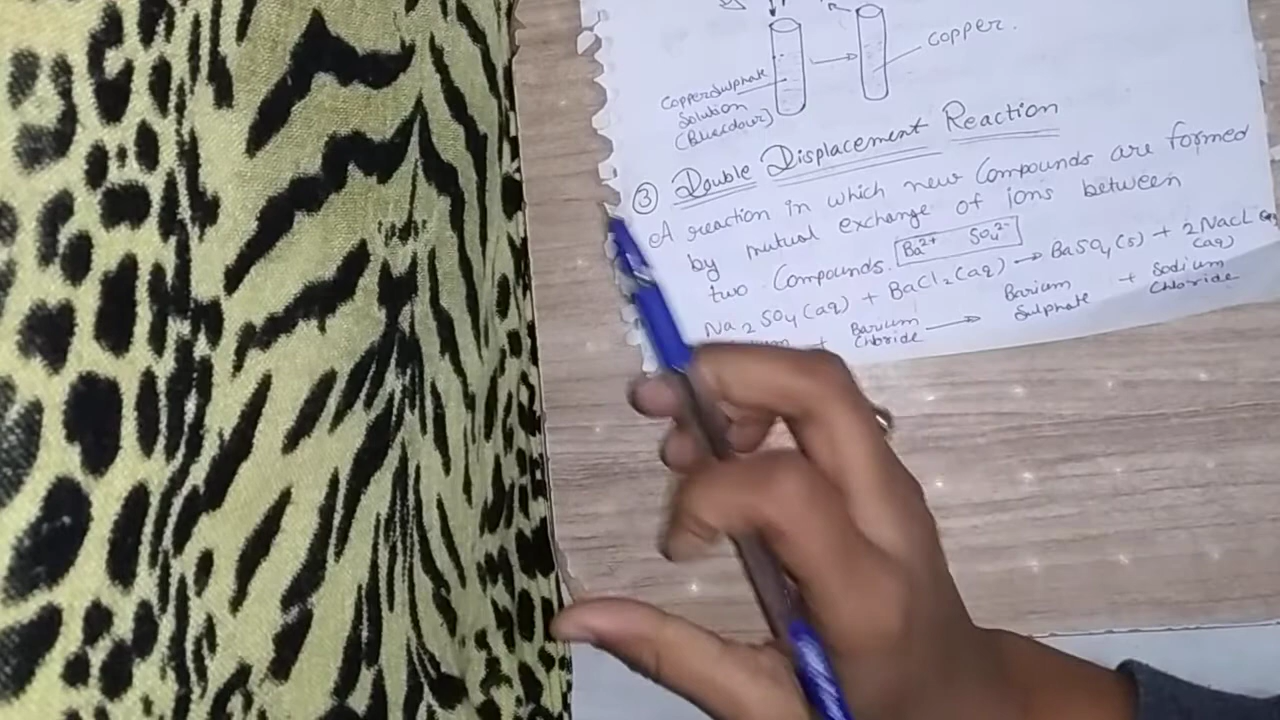 copper.
Coppersulphate
Solution
③ Double Displacement Reaction
A reaction in which new Compounds are formed
by mutual exchange of ions between
two Compounds. Ba2+ SO42-
Na2SO4(aq) + BaCl2(aq) → BaSO4(s) + 2NaCl
(aq)
+ Barium Chloride → Barium Sulphate + Sodium Chloride